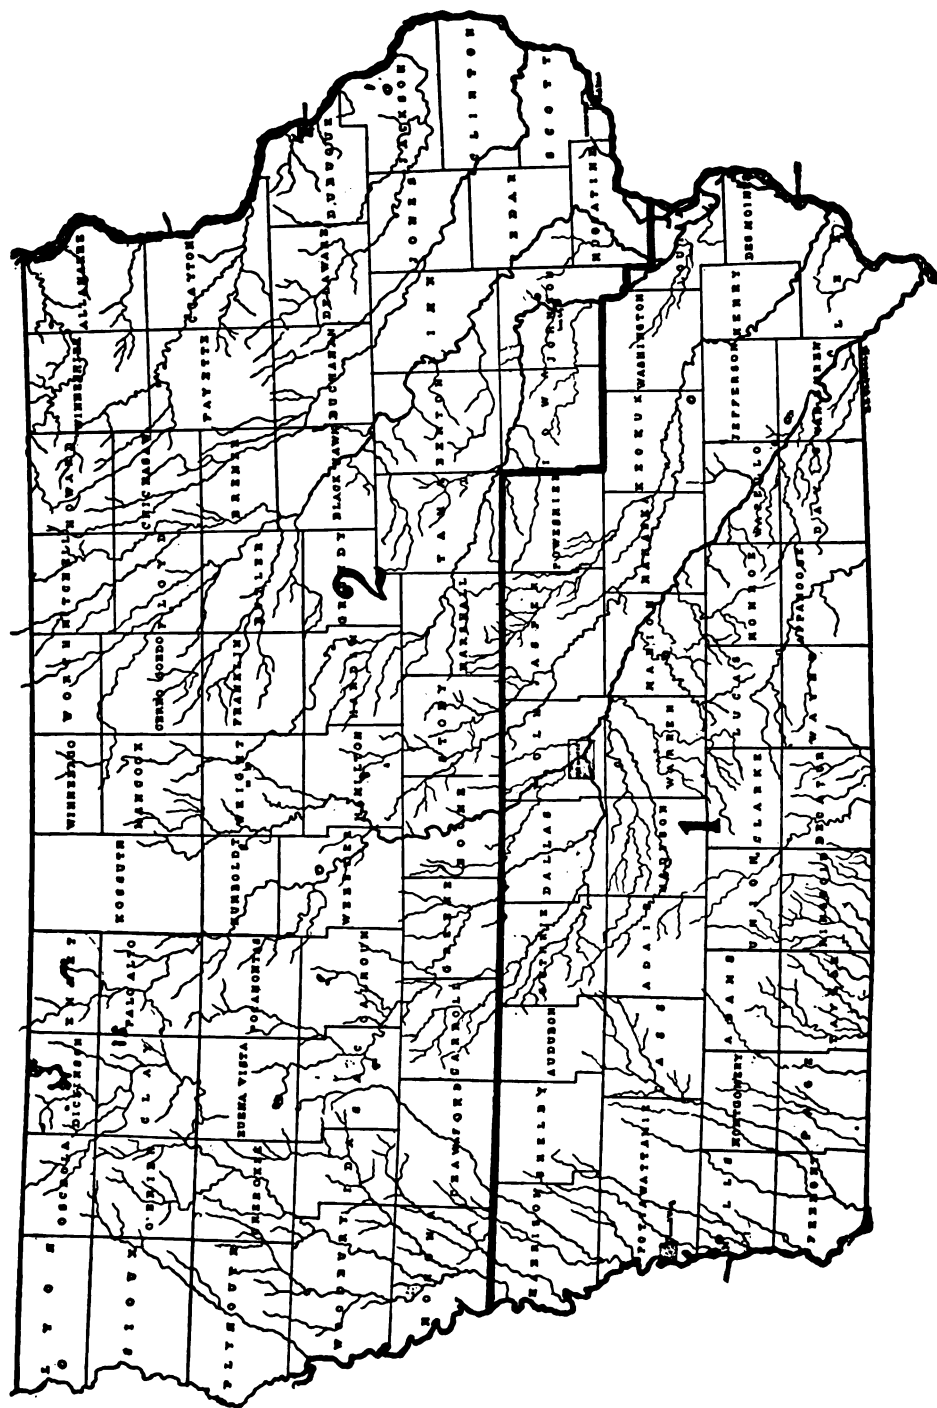 LYON
OSCEOLA
DICKINSON
EMMET
KOSSUTH
WINNEBAGO
WORTH
MITCHELL
HOWARD
WINNESHIEK
ALLAMAKEE
SIOUX
O'BRIEN
CLAY
PALO ALTO
HANCOCK
CERRO GORDO
FLOYD
CHICKASAW
FAYETTE
CLAYTON
PLYMOUTH
CHEROKEE
BUENA VISTA
POCAHONTAS
HUMBOLDT
WRIGHT
FRANKLIN
BUTLER
BREMER
WOODBURY
IDA
SAC
CALHOUN
WEBSTER
HAMILTON
HARDIN
GRUNDY
2
BLACK HAWK
BUCHANAN
DELAWARE
DUBUQUE
MONONA
CRAWFORD
CARROLL
GREENE
BOONE
STORY
MARSHALL
TAMA
BENTON
LINN
JONES
JACKSON
CLINTON
HARRISON
SHELBY
AUDUBON
GUTHRIE
DALLAS
POLK
JASPER
POWESHIEK
IOWA
JOHNSON
CEDAR
SCOTT
MUSCATINE
POTAWATTAMIE
CASS
ADAIR
MADISON
WARREN
MARION
MAHASKA
KEOKUK
WASHINGTON
LOUISA
MILLS
MONTGOMERY
ADAMS
UNION
CLARKE
1
LUCAS
MONROE
WAPELLO
JEFFERSON
HENRY
DESMOINES
FREMONT
PAGE
TAYLOR
RINGGOLD
DECATUR
WAYNE
APPANOOSE
DAVIS
VAN BUREN
LEE